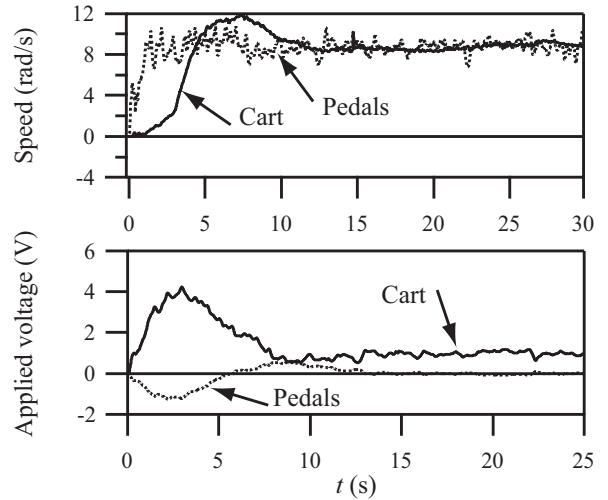 Speed (rad/s)
12
8
4
0
-4
Cart
Pedals
0 5 10 15 20 25 30
Applied voltage (V)
6
4
2
0
-2
Cart
Pedals
0 5 10 15 20 25
t (s)